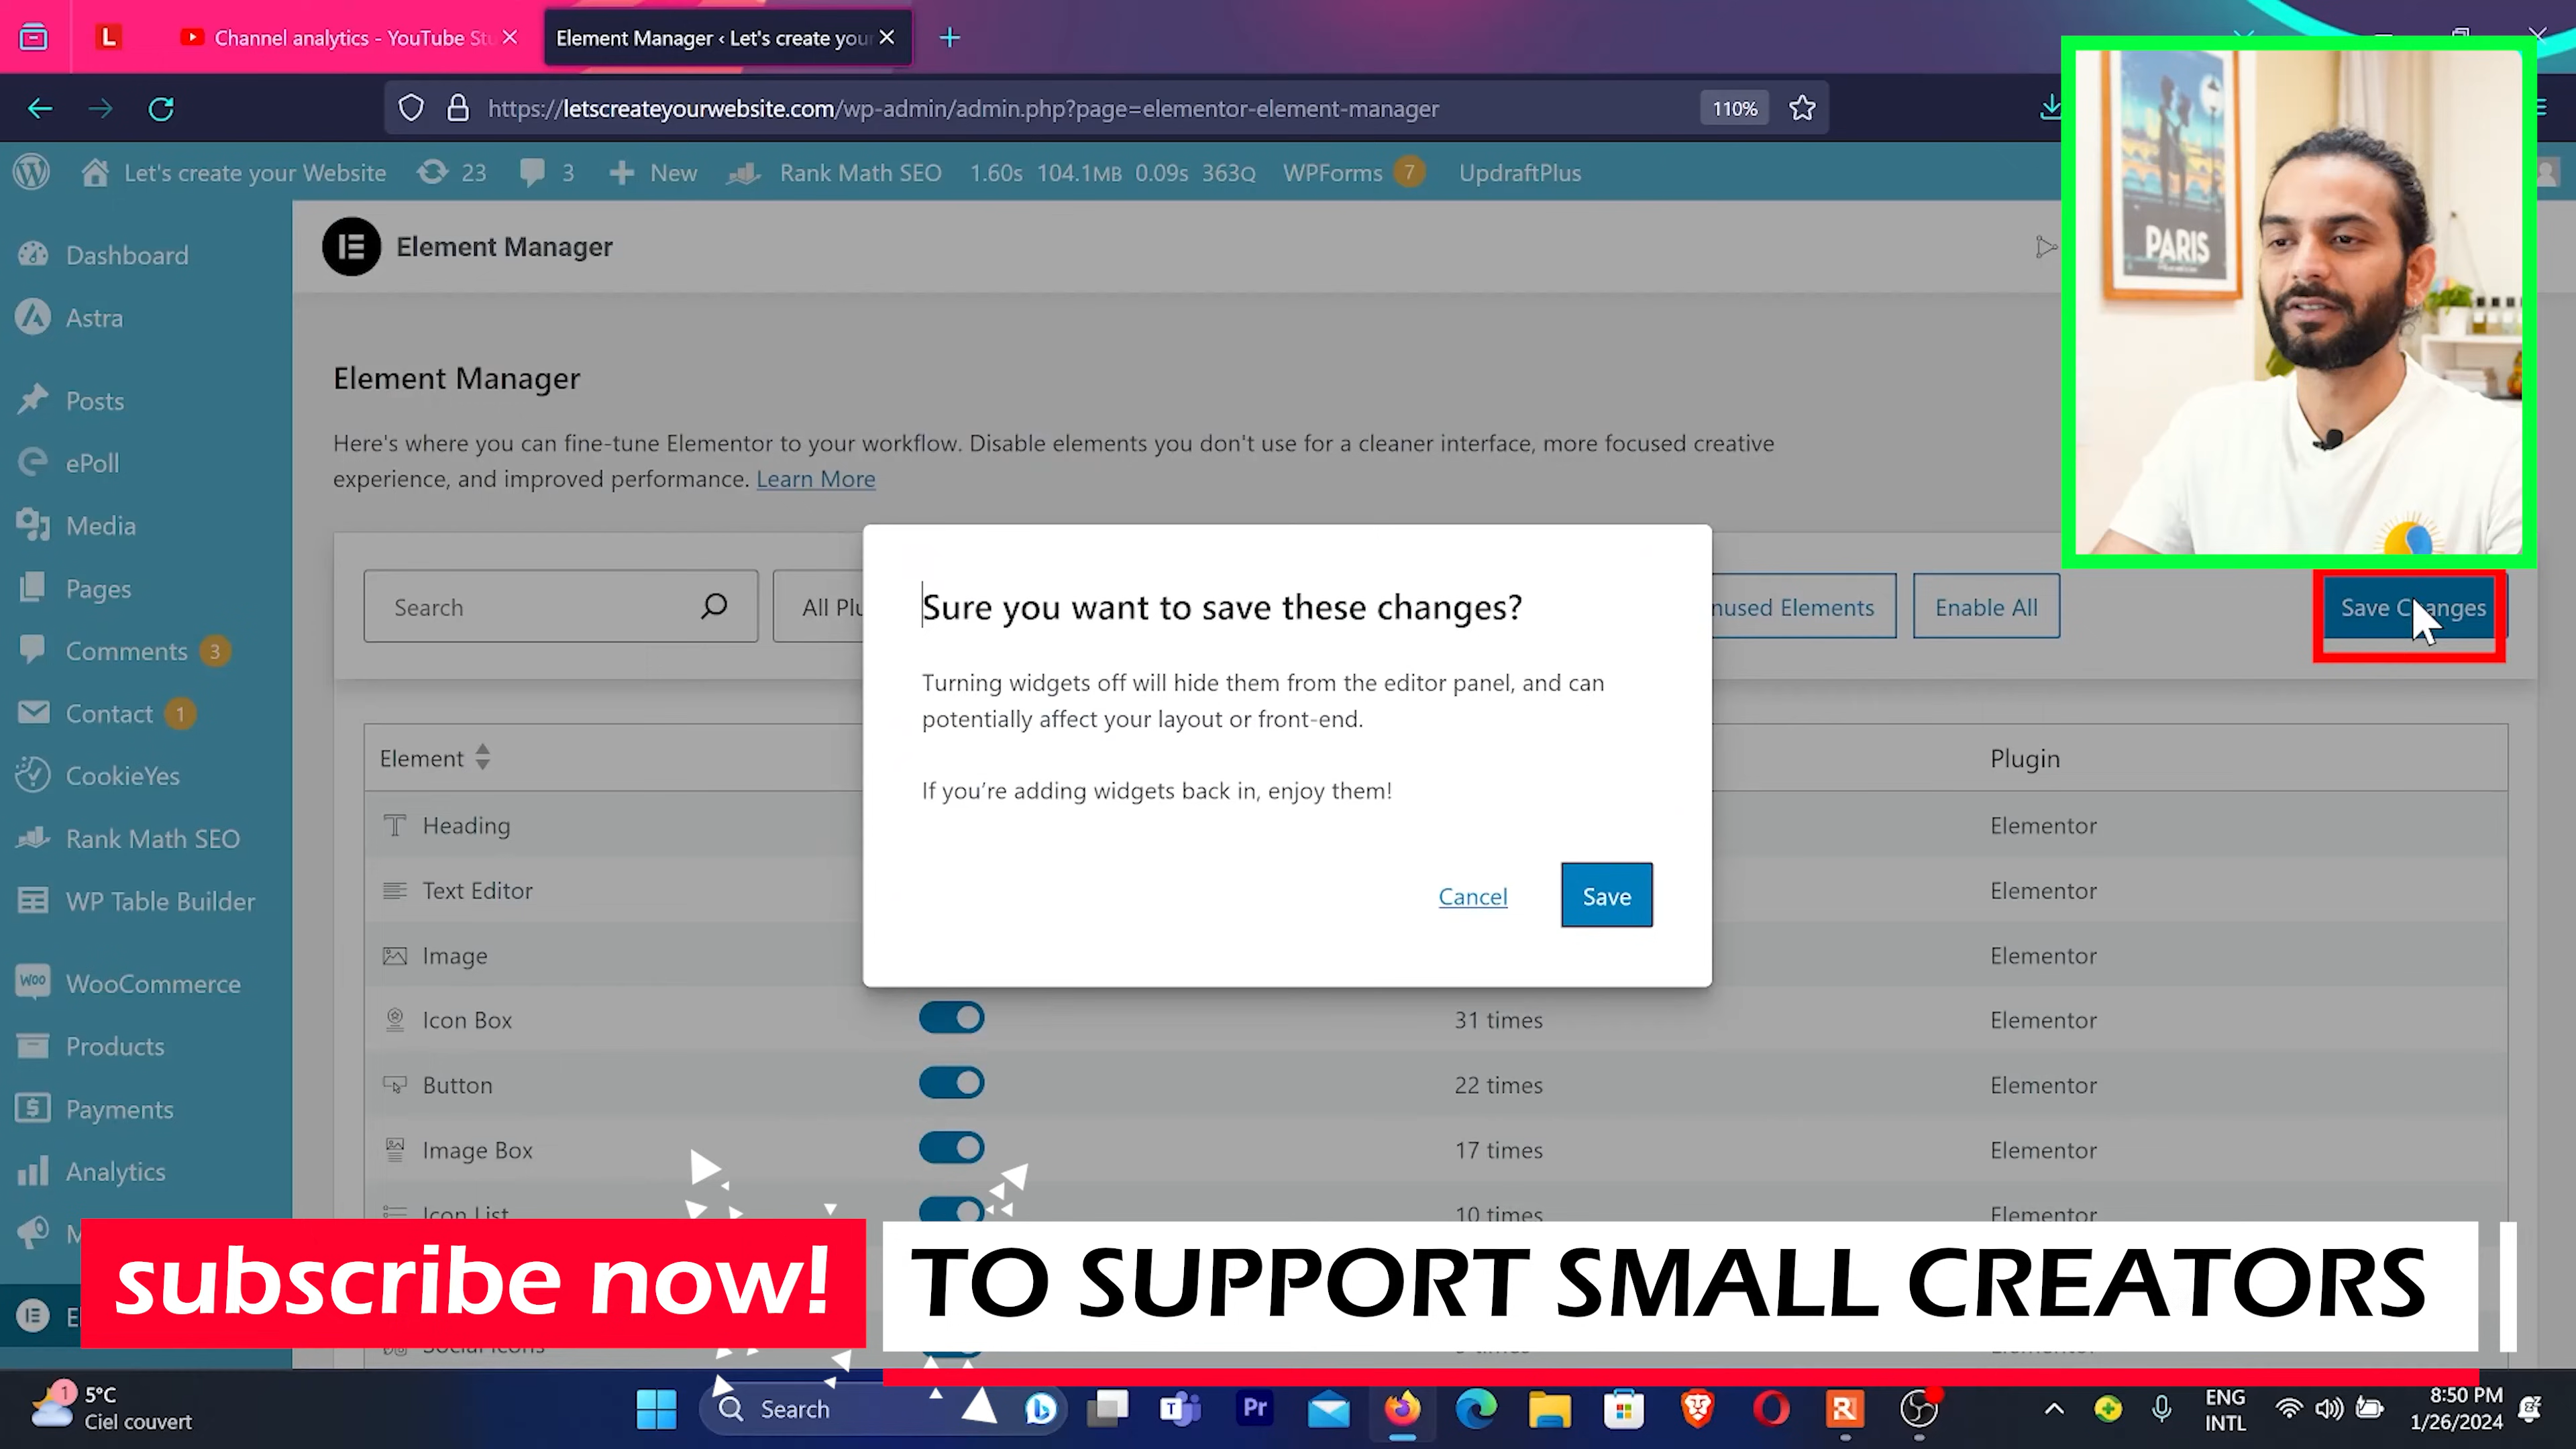 L
Channel analytics - YouTube Stu
Element Manager ‹ Let's create your
https://letscreateyourwebsite.com/wp-admin/admin.php?page=elementor-element-manager
110%
Let's create your Website
23
3
New
Rank Math SEO
1.60s 104.1MB 0.09s 363Q
WPForms 7
UpdraftPlus
Dashboard
Astra
Posts
ePoll
Media
Pages
Comments 3
Contact 1
CookieYes
Rank Math SEO
WP Table Builder
WooCommerce
Products
Payments
Analytics
Element Manager
Element Manager
Here's where you can fine-tune Elementor to your workflow. Disable elements you don't use for a cleaner interface, more focused creative
experience, and improved performance. Learn More
Search
All Plu
nused Elements
Enable All
Save Changes
PARIS
Sure you want to save these changes?
Turning widgets off will hide them from the editor panel, and can
potentially affect your layout or front-end.
If you're adding widgets back in, enjoy them!
Cancel
Save
Element
Plugin
Heading
Elementor
Text Editor
Elementor
Image
Elementor
Icon Box
31 times
Elementor
Button
22 times
Elementor
Image Box
17 times
Elementor
Icon List
10 times
Elementor
Social Icons
subscribe now!
TO SUPPORT SMALL CREATORS
1
5°C
Ciel couvert
Search
Pr
ENG
INTL
8:50 PM
1/26/2024